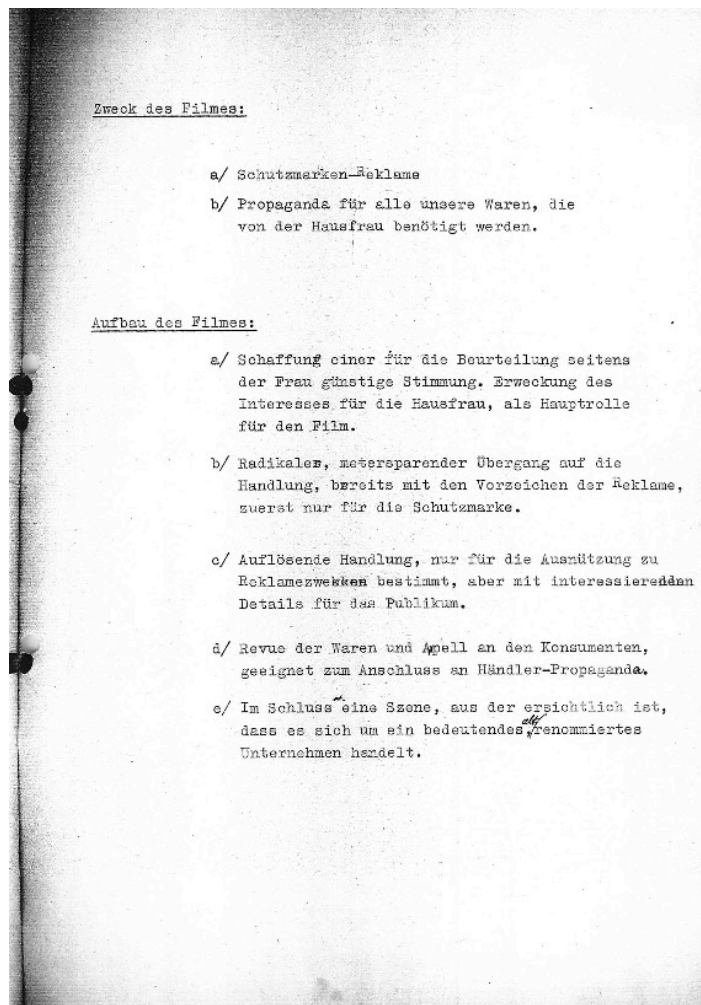 Zweck des Filmes:
a/ Schutzmarken-Reklame
b/ Propaganda für alle unsere Waren, die
von der Hausfrau benötigt werden.
Aufbau des Filmes:
a/ Schaffung einer für die Beurteilung seitens
der Frau günstige Stimmung. Erweckung des
Interesses für die Hausfrau, als Hauptrolle
für den Film.
b/ Radikaler, metersparender Übergang auf die
Handlung, bereits mit den Vorzeichen der Reklame,
zuerst nur für die Schutzmarke.
c/ Auflösende Handlung, nur für die Ausnützung zu
Reklamezwekken bestimmt, aber mit interessierenden
Details für das Publikum.
d/ Revue der Waren und Apell an den Konsumenten,
geeignet zum Anschluss an Händler-Propaganda.
e/ Im Schluss eine Szene, aus der ersichtlich ist,
dass es sich um ein bedeutendes, alt renommiertes
Unternehmen handelt.